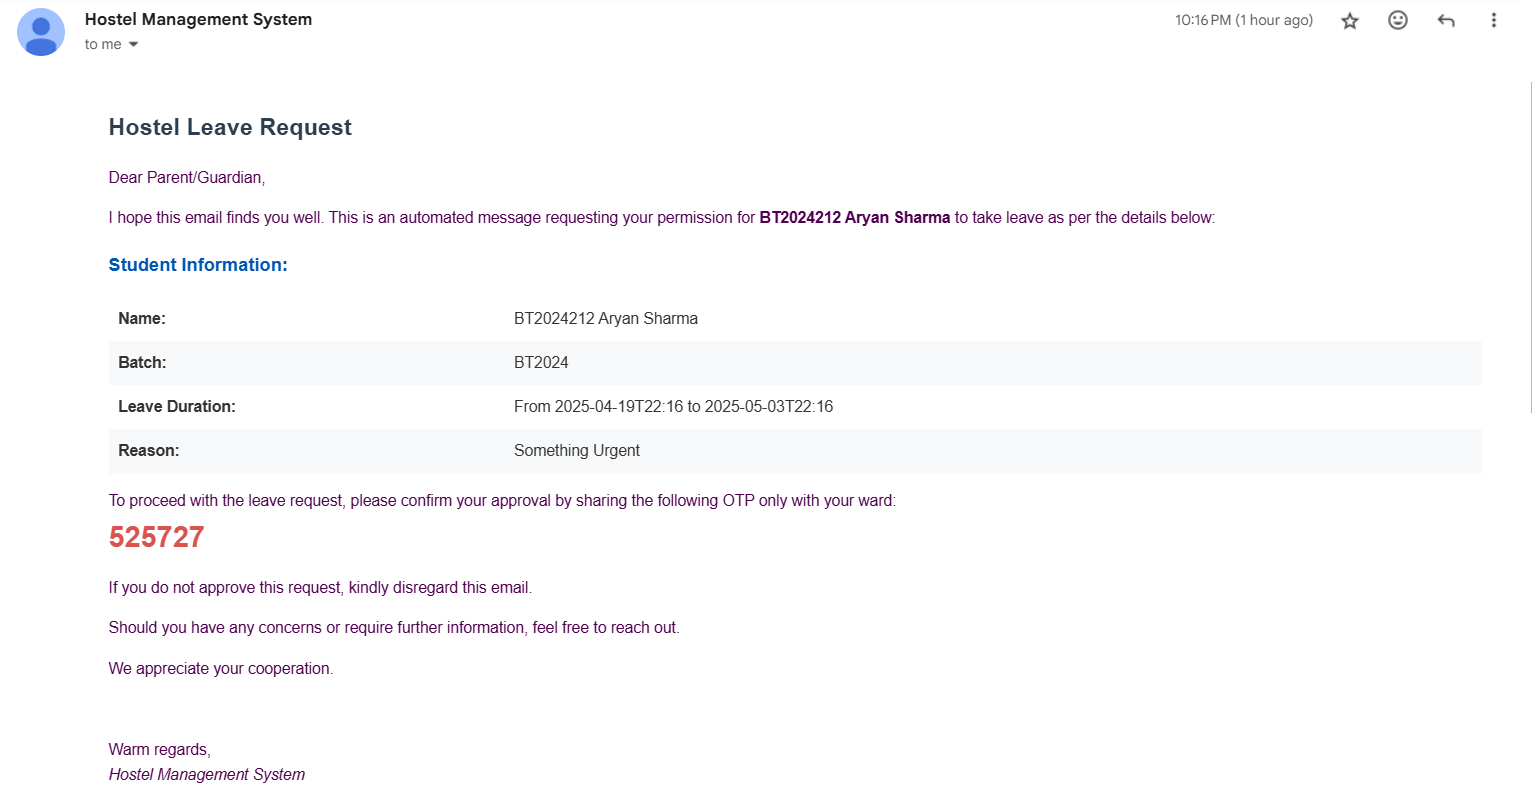 Hostel Management System
10:16 PM (1 hour ago)
to me
Hostel Leave Request
Dear Parent/Guardian,
I hope this email finds you well. This is an automated message requesting your permission for BT2024212 Aryan Sharma to take leave as per the details below:
Student Information:
Name: BT2024212 Aryan Sharma
Batch: BT2024
Leave Duration: From 2025-04-19T22:16 to 2025-05-03T22:16
Reason: Something Urgent
To proceed with the leave request, please confirm your approval by sharing the following OTP only with your ward:
525727
If you do not approve this request, kindly disregard this email.
Should you have any concerns or require further information, feel free to reach out.
We appreciate your cooperation.
Warm regards,
Hostel Management System